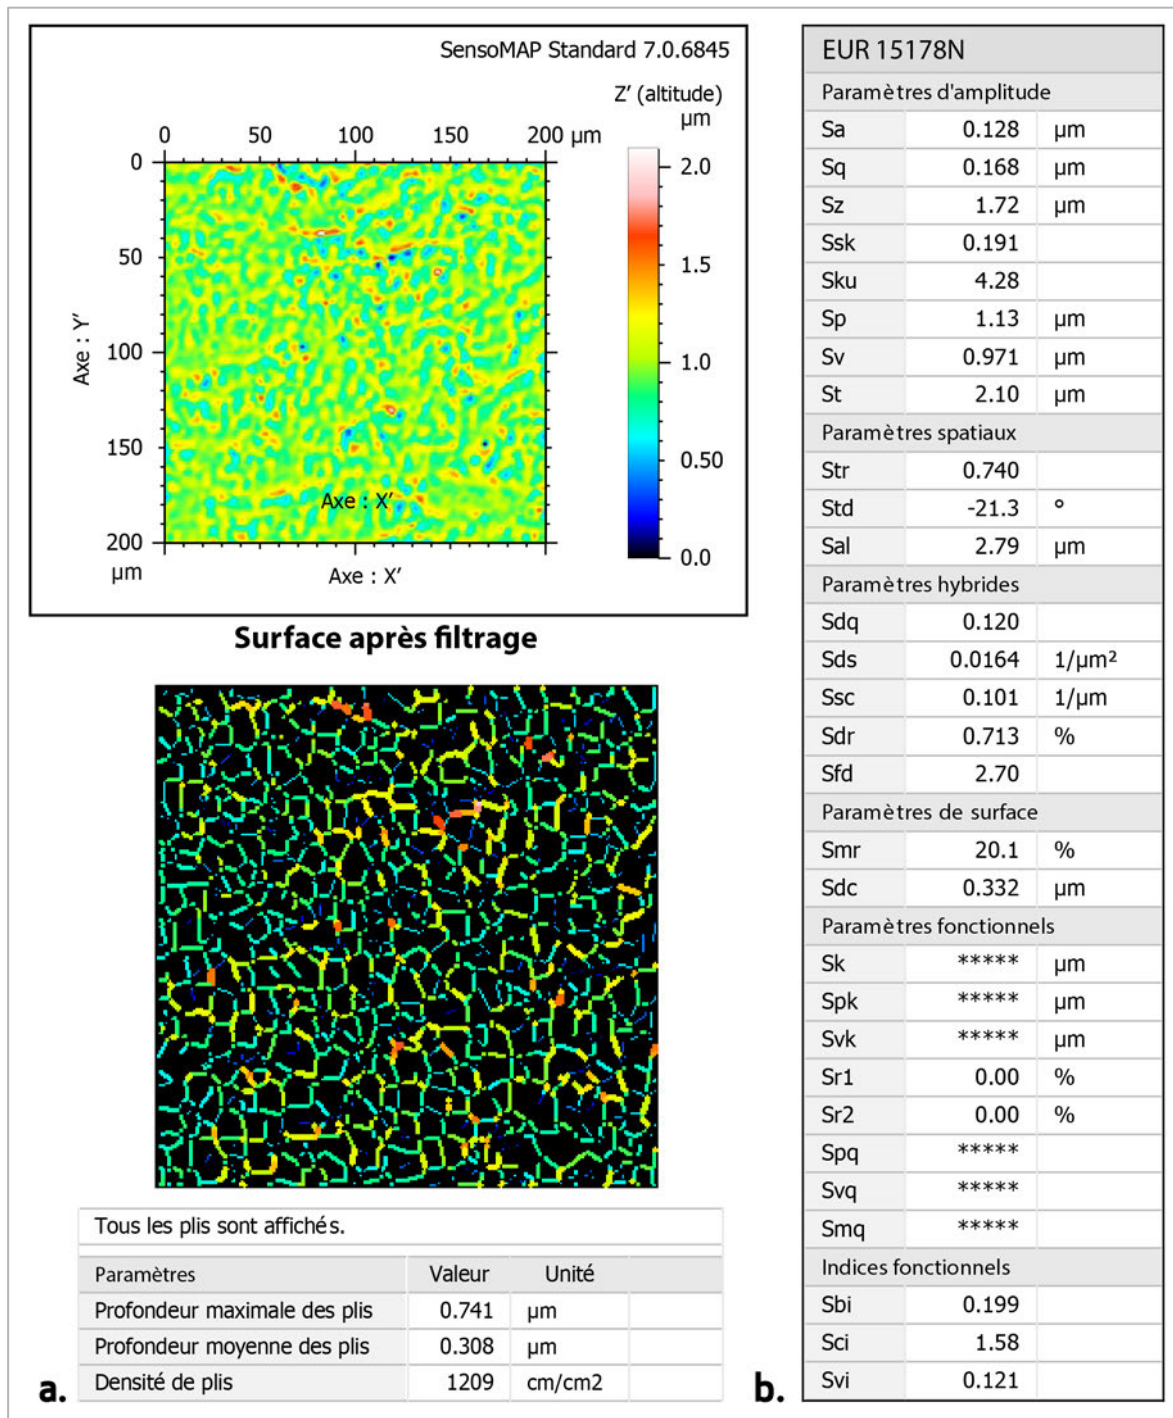 SensoMAP Standard 7.0.6845
Z’ (altitude)
µm
0 50 100 150 200 µm
0
50
100
150
200
µm
Axe : Y’
Axe : X’
Axe : X’
2.0
1.5
1.0
0.50
0.0
Surface après filtrage
Tous les plis sont affichés.
Paramètres Valeur Unité
Profondeur maximale des plis 0.741 µm
Profondeur moyenne des plis 0.308 µm
Densité de plis 1209 cm/cm2
a.
EUR 15178N
Paramètres d'amplitude
Sa 0.128 µm
Sq 0.168 µm
Sz 1.72 µm
Ssk 0.191
Sku 4.28
Sp 1.13 µm
Sv 0.971 µm
St 2.10 µm
Paramètres spatiaux
Str 0.740
Std -21.3 °
Sal 2.79 µm
Paramètres hybrides
Sdq 0.120
Sds 0.0164 1/µm²
Ssc 0.101 1/µm
Sdr 0.713 %
Sfd 2.70
Paramètres de surface
Smr 20.1 %
Sdc 0.332 µm
Paramètres fonctionnels
Sk ***** µm
Spk ***** µm
Svk ***** µm
Sr1 0.00 %
Sr2 0.00 %
Spq *****
Svq *****
Smq *****
Indices fonctionnels
Sbi 0.199
Sci 1.58
Svi 0.121
b.